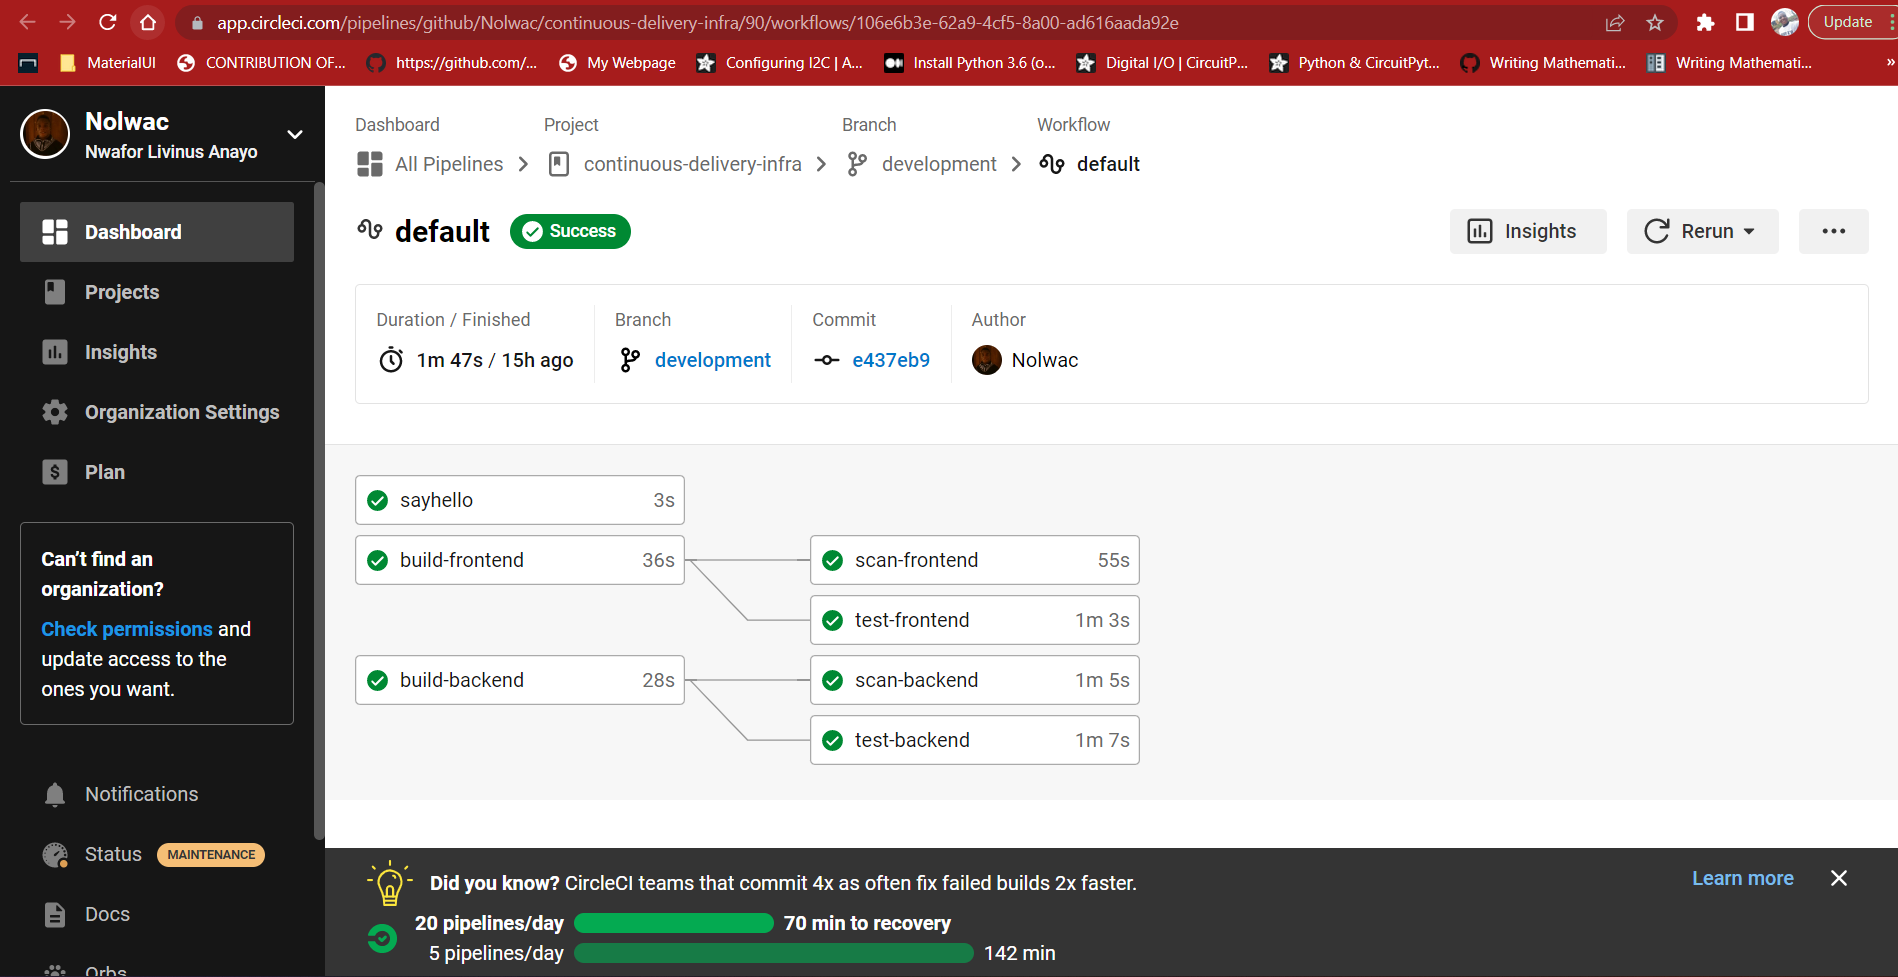 app.circleci.com/pipelines/github/Nolwac/continuous-delivery-infra/90/workflows/106e6b3e-62a9-4cf5-8a00-ad616aada92e
Update
MaterialUI
CONTRIBUTION OF...
https://github.com/...
My Webpage
Configuring I2C | A...
Install Python 3.6 (o...
Digital I/O | CircuitP...
Python & CircuitPyt...
Writing Mathemati...
Writing Mathemati...
»
Nolwac
Nwafor Livinus Anayo
Dashboard
Projects
Insights
Organization Settings
Plan
Can't find an
organization?
Check permissions and
update access to the
ones you want.
Notifications
Status MAINTENANCE
Docs
Orbs
Dashboard Project Branch Workflow
All Pipelines continuous-delivery-infra development default
default Success
Insights Rerun
Duration / Finished Branch Commit Author
1m 47s / 15h ago development e437eb9 Nolwac
sayhello 3s
build-frontend 36s scan-frontend 55s
test-frontend 1m 3s
build-backend 28s scan-backend 1m 5s
test-backend 1m 7s
Did you know? CircleCI teams that commit 4x as often fix failed builds 2x faster.
Learn more
20 pipelines/day 70 min to recovery
5 pipelines/day 142 min